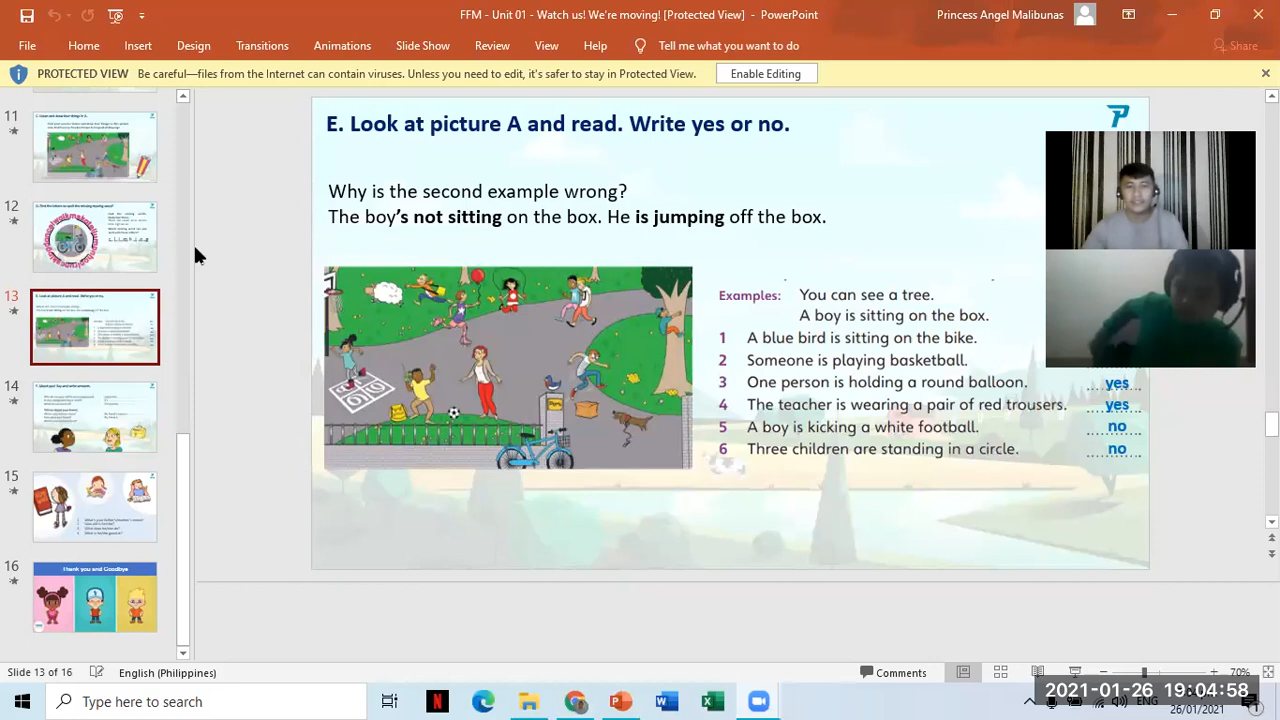 FFM - Unit 01 - Watch us! We're moving! [Protected View] - PowerPoint
Princess Angel Malibunas
File Home Insert Design Transitions Animations Slide Show Review View Help Tell me what you want to do Share
PROTECTED VIEW Be careful—files from the Internet can contain viruses. Unless you need to edit, it's safer to stay in Protected View. Enable Editing
11
12
13
14
15
16
Thank you and Goodbye
E. Look at picture A and read. Write yes or no.
Why is the second example wrong?
The boy's not sitting on the box. He is jumping off the box.
Examples: You can see a tree.
A boy is sitting on the box.
1 A blue bird is sitting on the bike.
2 Someone is playing basketball.
3 One person is holding a round balloon. yes
4 The teacher is wearing a pair of red trousers. yes
5 A boy is kicking a white football. no
6 Three children are standing in a circle. no
Slide 13 of 16 English (Philippines) Comments 70%
Type here to search
2021-01-26 19:04:58
ENG
26/01/2021